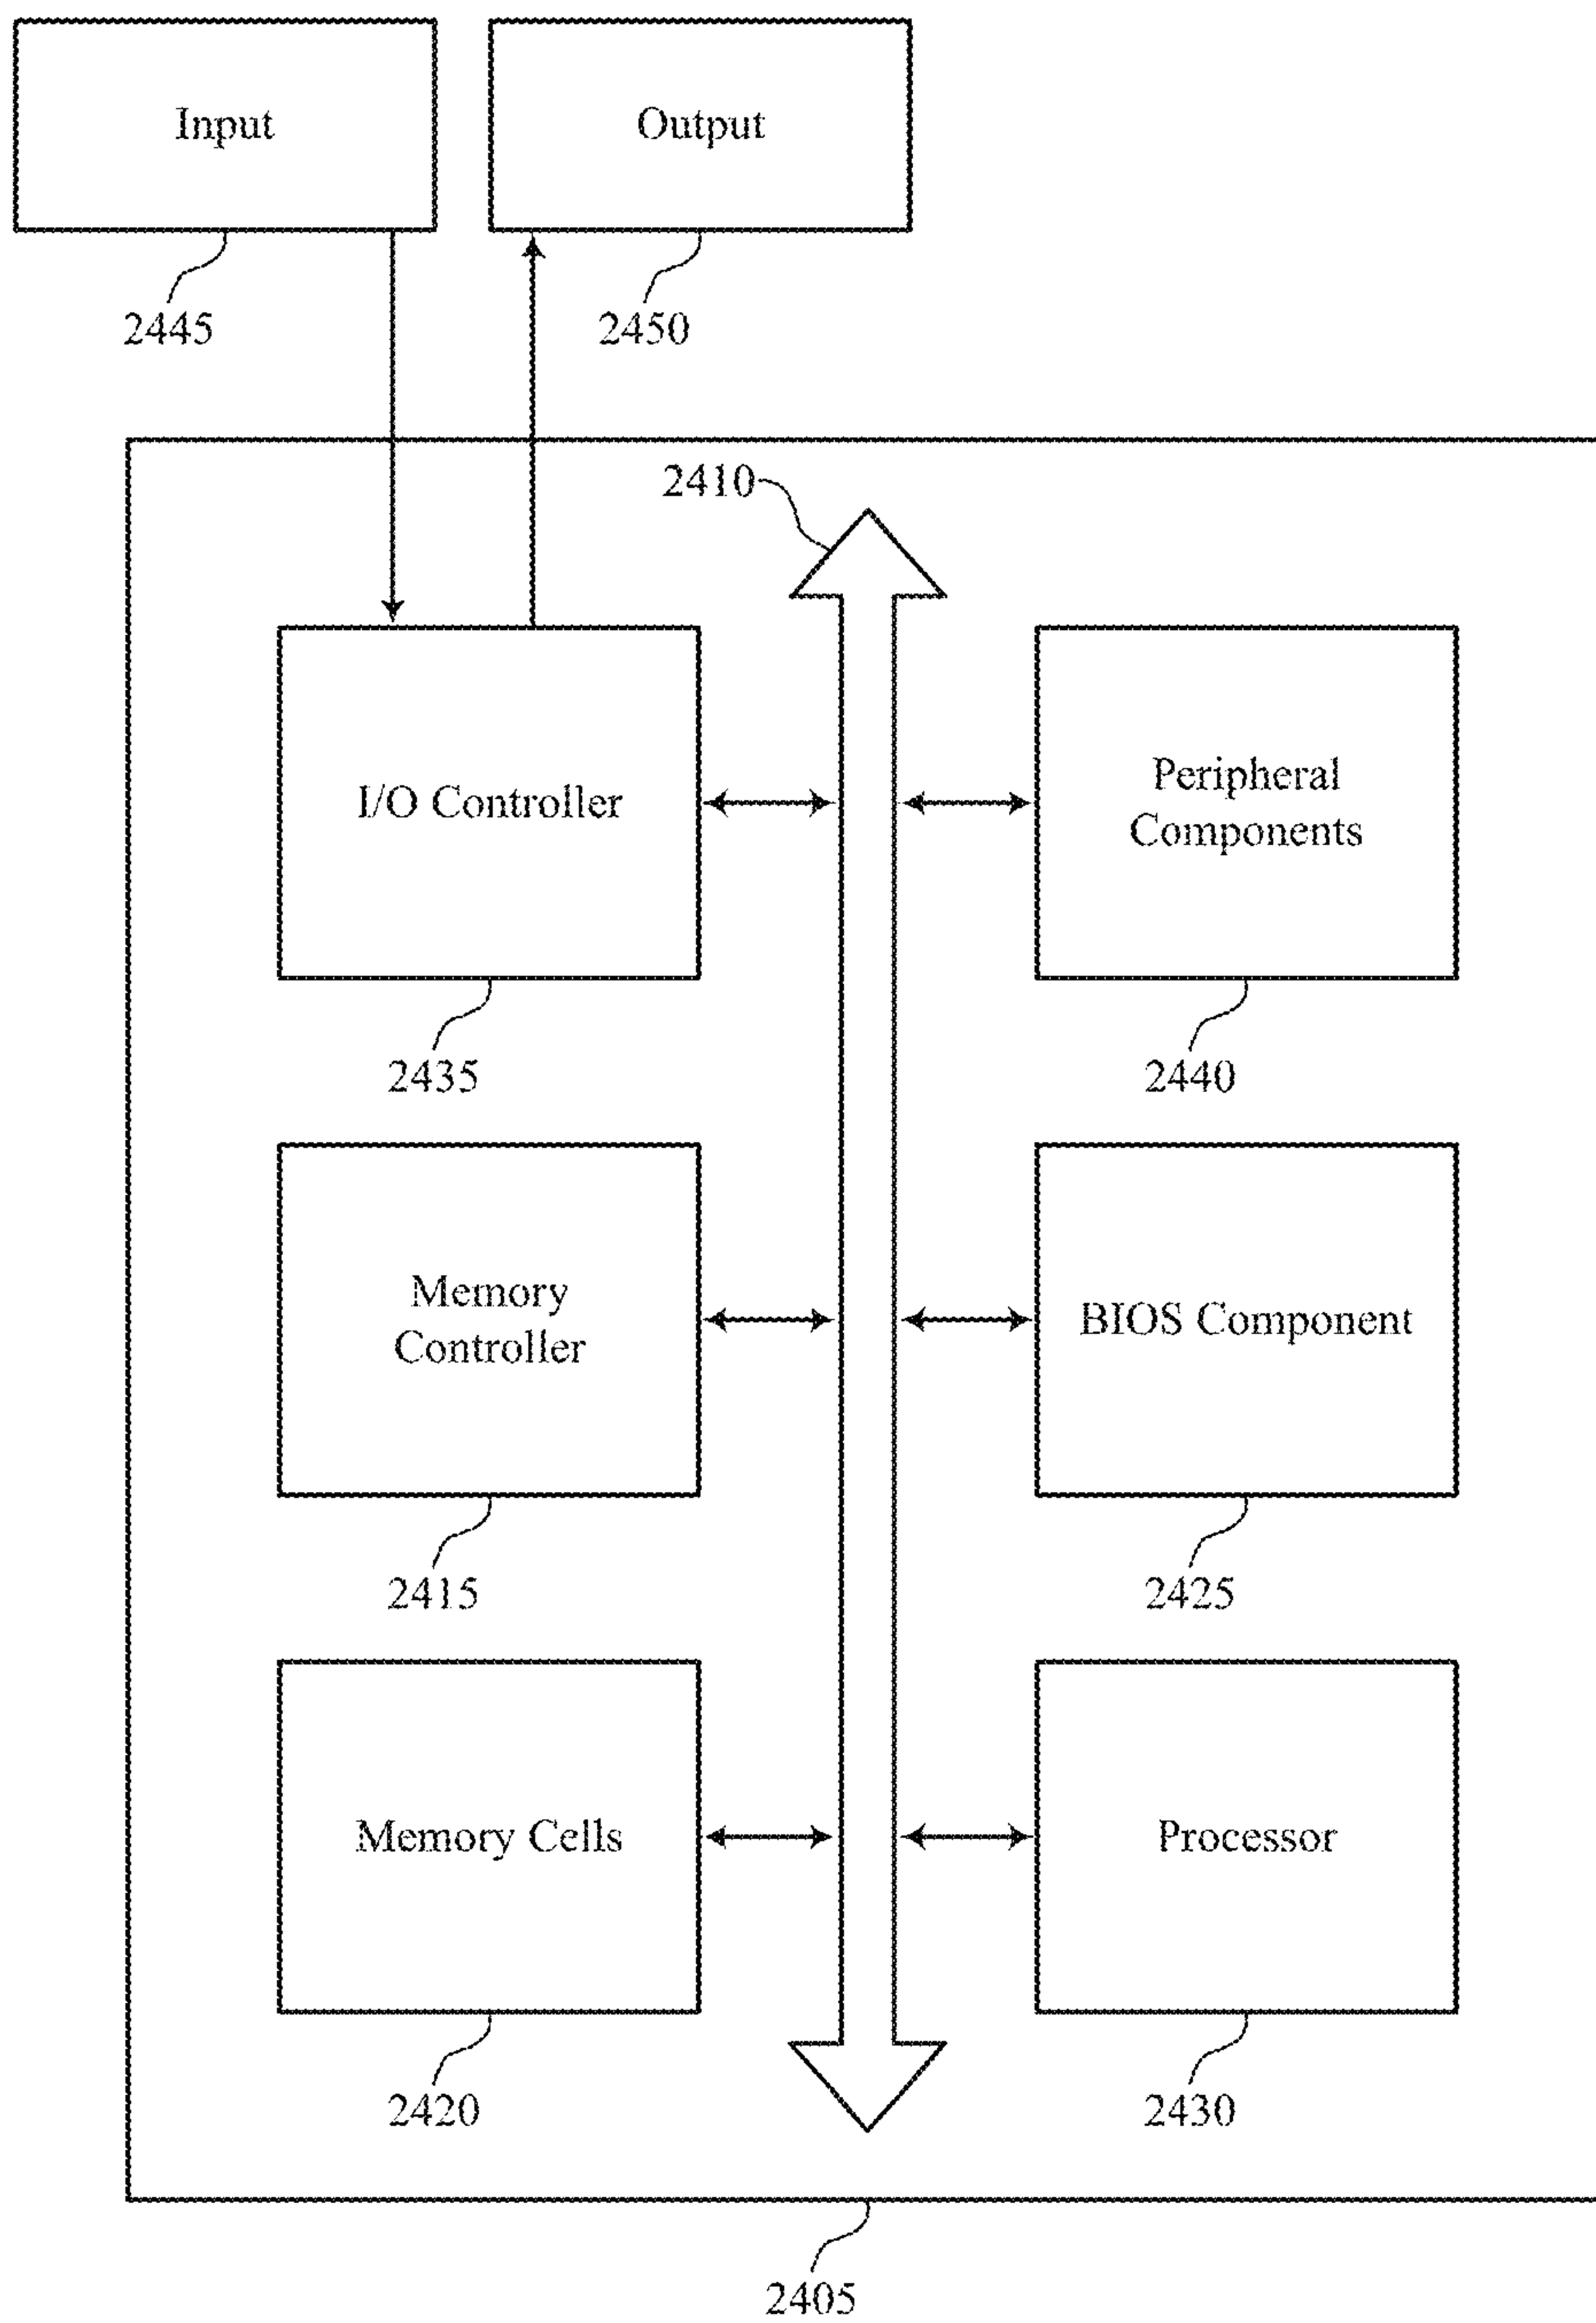 Input
Output
2445
2450
2410
I/O Controller
Peripheral
Components
2435
2440
Memory
Controller
BIOS Component
2415
2425
Memory Cells
Processor
2420
2430
2405